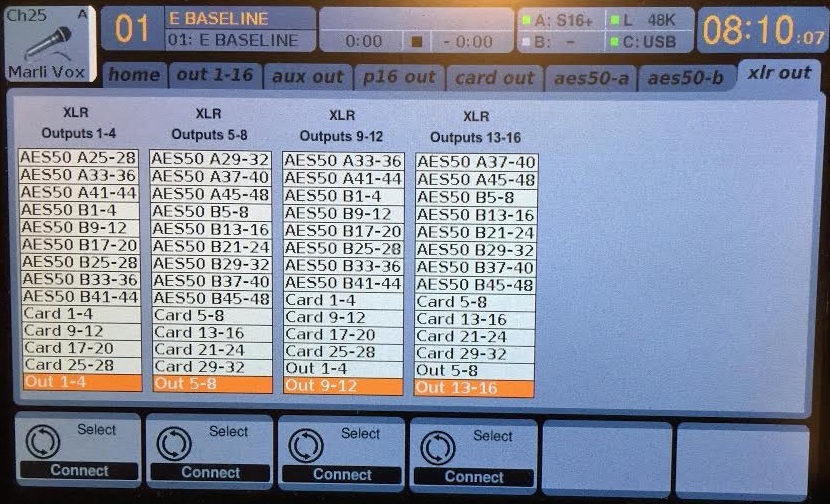 Ch25 A
Marli Vox
01
E BASELINE
01: E BASELINE
0:00 - 0:00
A: S16+ L 48K
B: - C: USB
08:10:07
home out 1-16 aux out p16 out card out aes50-a aes50-b xlr out
XLR
Outputs 1-4
AES50 A25-28
AES50 A33-36
AES50 A41-44
AES50 B1-4
AES50 B9-12
AES50 B17-20
AES50 B25-28
AES50 B33-36
AES50 B41-44
Card 1-4
Card 9-12
Card 17-20
Card 25-28
Out 1-4
XLR
Outputs 5-8
AES50 A29-32
AES50 A37-40
AES50 A45-48
AES50 B5-8
AES50 B13-16
AES50 B21-24
AES50 B29-32
AES50 B37-40
AES50 B45-48
Card 5-8
Card 13-16
Card 21-24
Card 29-32
Out 5-8
XLR
Outputs 9-12
AES50 A33-36
AES50 A41-44
AES50 B1-4
AES50 B9-12
AES50 B17-20
AES50 B25-28
AES50 B33-36
AES50 B41-44
Card 1-4
Card 9-12
Card 17-20
Card 25-28
Out 1-4
Out 9-12
XLR
Outputs 13-16
AES50 A37-40
AES50 A45-48
AES50 B5-8
AES50 B13-16
AES50 B21-24
AES50 B29-32
AES50 B37-40
AES50 B45-48
Card 5-8
Card 13-16
Card 21-24
Card 29-32
Out 5-8
Out 13-16
Select
Connect
Select
Connect
Select
Connect
Select
Connect